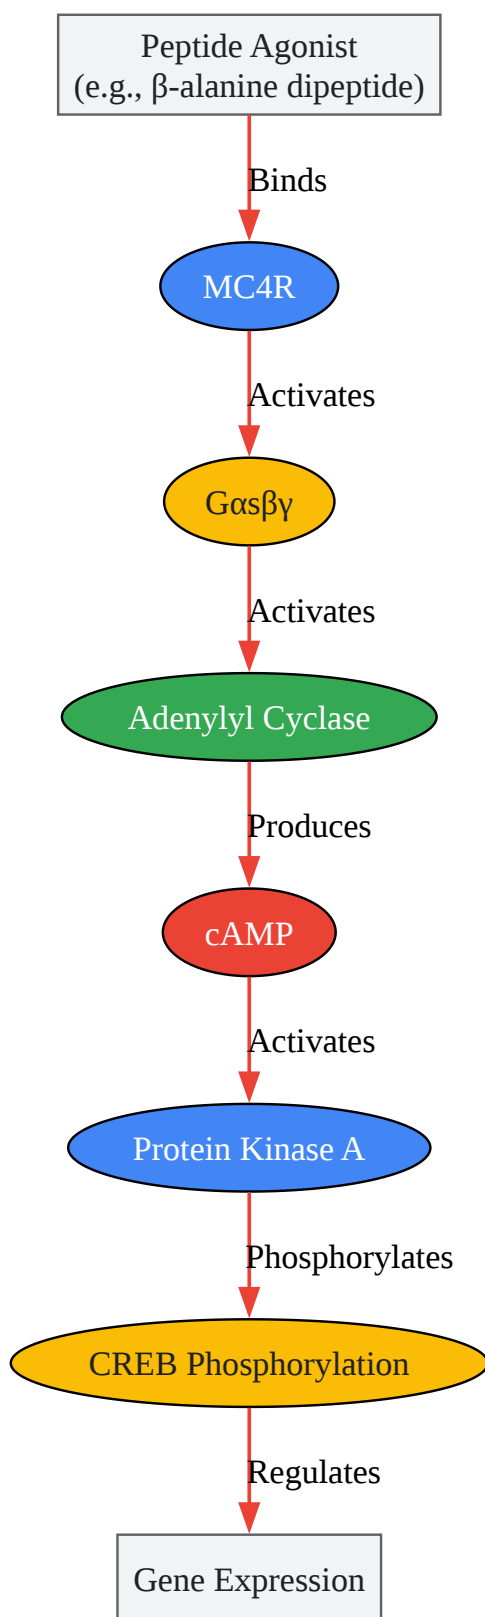 Peptide Agonist
(e.g., β-alanine dipeptide)
Binds
MC4R
Activates
Gαsβγ
Activates
Adenylyl Cyclase
Produces
cAMP
Activates
Protein Kinase A
Phosphorylates
CREB Phosphorylation
Regulates
Gene Expression